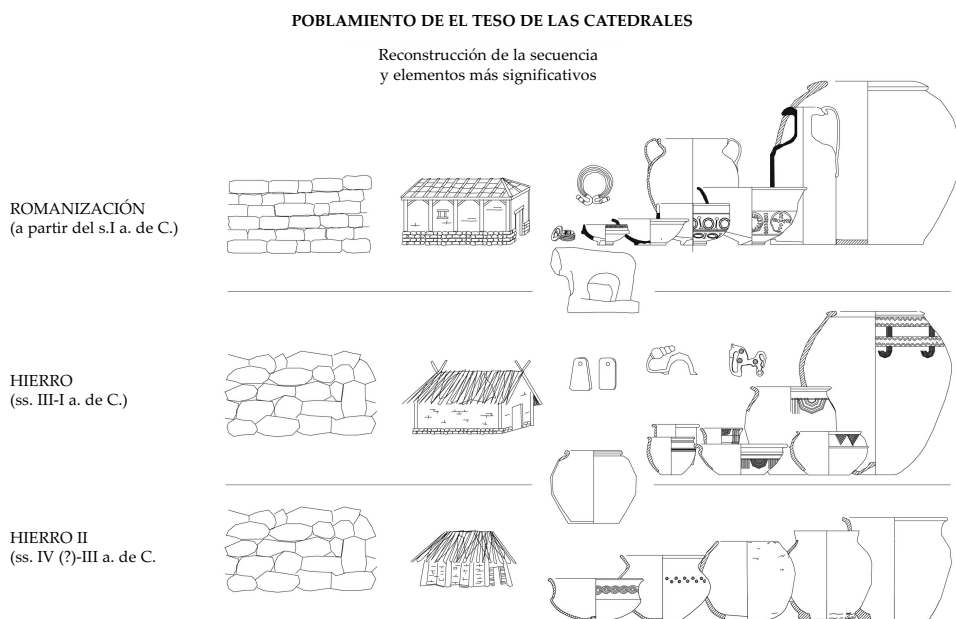 POBLAMIENTO DE EL TESO DE LAS CATEDRALES
Reconstrucción de la secuencia
y elementos más significativos
ROMANIZACIÓN
(a partir del s.I a. de C.)
HIERRO
(ss. III-I a. de C.)
HIERRO II
(ss. IV (?)-III a. de C.